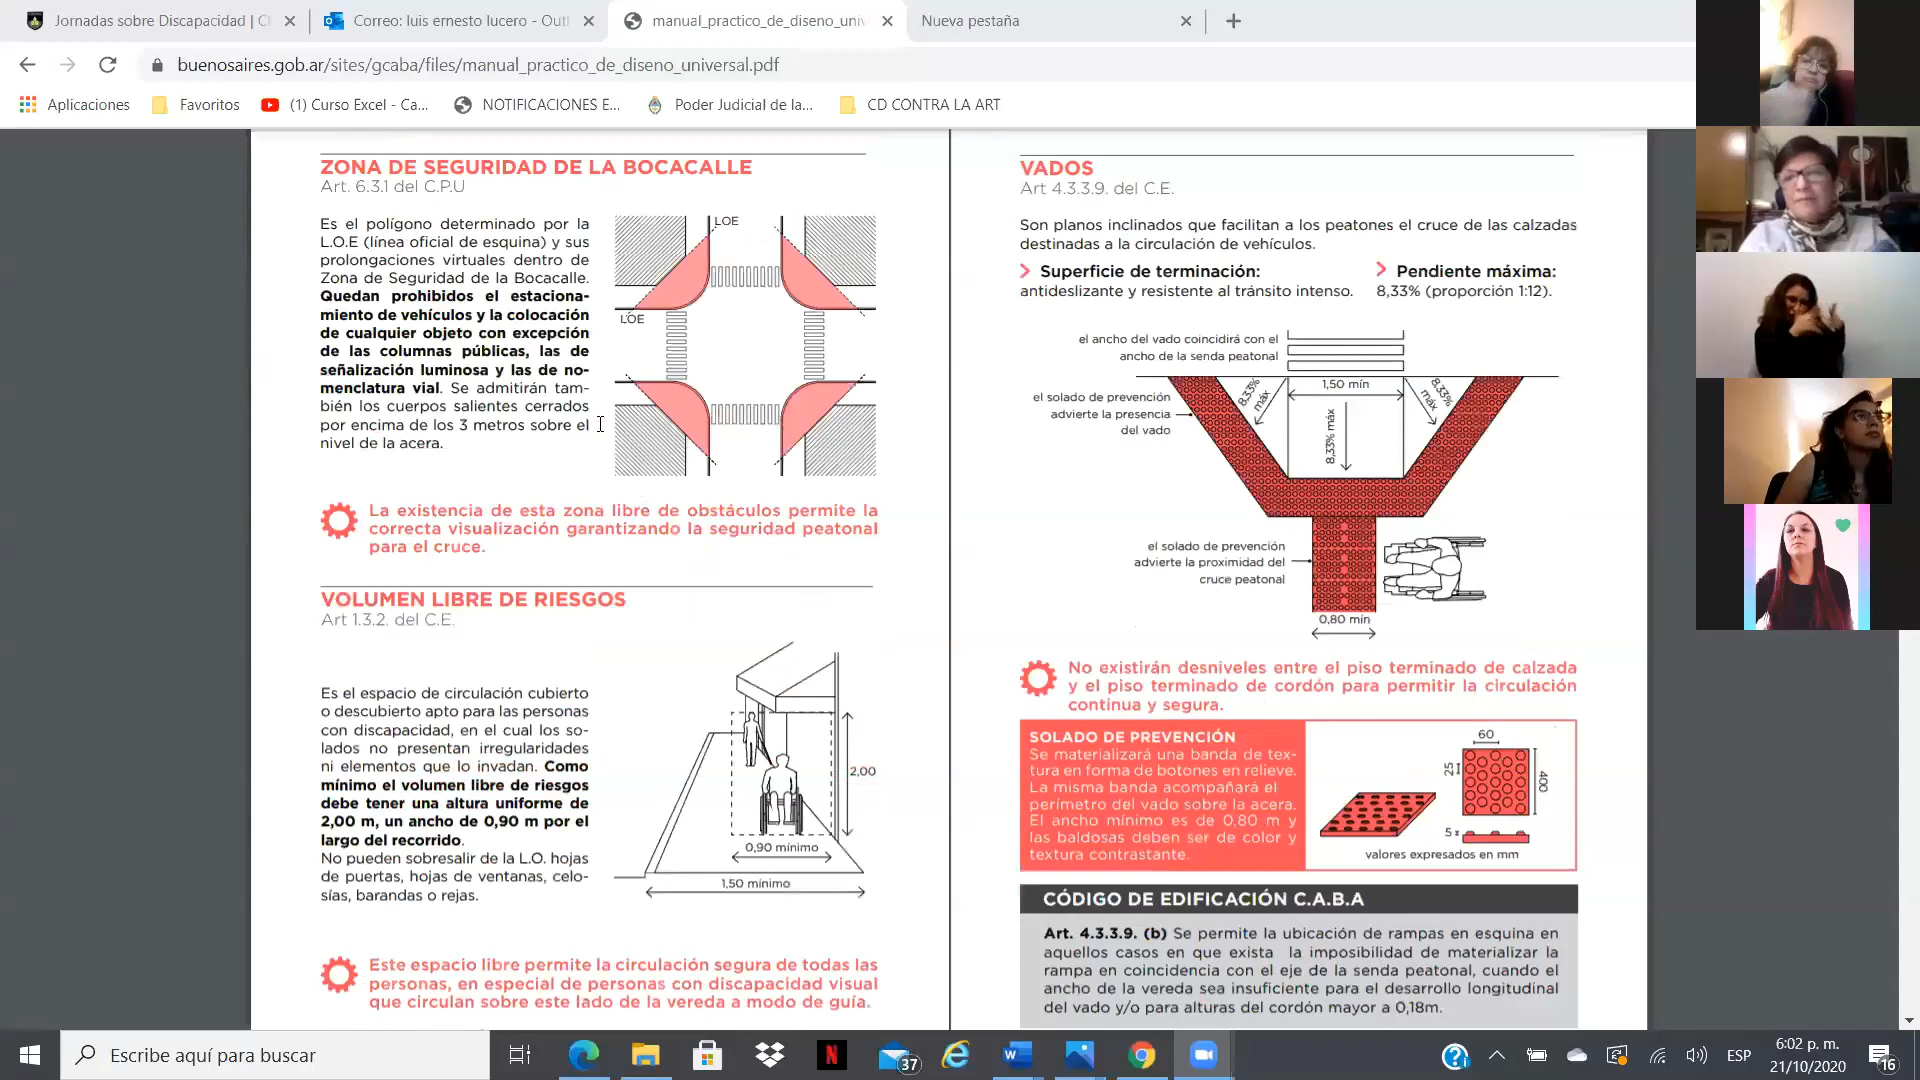 Jornadas sobre Discapacidad | C
Correo: luis ernesto lucero - Out
manual_practico_de_diseno_univ
Nueva pestaña
buenosaires.gob.ar/sites/gcaba/files/manual_practico_de_diseno_universal.pdf
Aplicaciones
Favoritos
(1) Curso Excel - Ca...
NOTIFICACIONES E...
Poder Judicial de la...
CD CONTRA LA ART
ZONA DE SEGURIDAD DE LA BOCACALLE
Art. 6.3.1 del C.P.U
Es el polígono determinado por la
L.O.E (línea oficial de esquina) y sus
prolongaciones virtuales dentro de
Zona de Seguridad de la Bocacalle.
Quedan prohibidos el estaciona-
miento de vehículos y la colocación
de cualquier objeto con excepción
de las columnas públicas, las de
señalización luminosa y las de no-
menclatura vial. Se admitirán tam-
bién los cuerpos salientes cerrados
por encima de los 3 metros sobre el
nivel de la acera.
LOE
LOE
La existencia de esta zona libre de obstáculos permite la
correcta visualización garantizando la seguridad peatonal
para el cruce.
VOLUMEN LIBRE DE RIESGOS
Art 1.3.2. del C.E.
Es el espacio de circulación cubierto
o descubierto apto para las personas
con discapacidad, en el cual los so-
lados no presentan irregularidades
ni elementos que lo invadan. Como
mínimo el volumen libre de riesgos
debe tener una altura uniforme de
2,00 m, un ancho de 0,90 m por el
largo del recorrido.
No pueden sobresalir de la L.O. hojas
de puertas, hojas de ventanas, celo-
sías, barandas o rejas.
2,00
0,90 mínimo
1,50 mínimo
Este espacio libre permite la circulación segura de todas las
personas, en especial de personas con discapacidad visual
que circulan sobre este lado de la vereda a modo de guía.
VADOS
Art 4.3.3.9. del C.E.
Son planos inclinados que facilitan a los peatones el cruce de las calzadas
destinadas a la circulación de vehículos.
Superficie de terminación:
antideslizante y resistente al tránsito intenso.
Pendiente máxima:
8,33% (proporción 1:12).
el ancho del vado coincidirá con el
ancho de la senda peatonal
el solado de prevención
advierte la presencia
del vado
8,33%
máx
1,50 mín
8,33%
máx
8,33% máx
el solado de prevención
advierte la proximidad del
cruce peatonal
0,80 mín
No existirán desniveles entre el piso terminado de calzada
y el piso terminado de cordón para permitir la circulación
continua y segura.
SOLADO DE PREVENCIÓN
Se materializará una banda de tex-
tura en forma de botones en relieve.
La misma banda acompañará el
perímetro del vado sobre la acera.
El ancho mínimo es de 0,80 m y
las baldosas deben ser de color y
textura contrastante.
60
25
400
5
valores expresados en mm
CÓDIGO DE EDIFICACIÓN C.A.B.A
Art. 4.3.3.9. (b) Se permite la ubicación de rampas en esquina en
aquellos casos en que exista la imposibilidad de materializar la
rampa en coincidencia con el eje de la senda peatonal, cuando el
ancho de la vereda sea insuficiente para el desarrollo longitudinal
del vado y/o para alturas del cordón mayor a 0,18m.
Escribe aquí para buscar
37
ESP
6:02 p. m.
21/10/2020
16